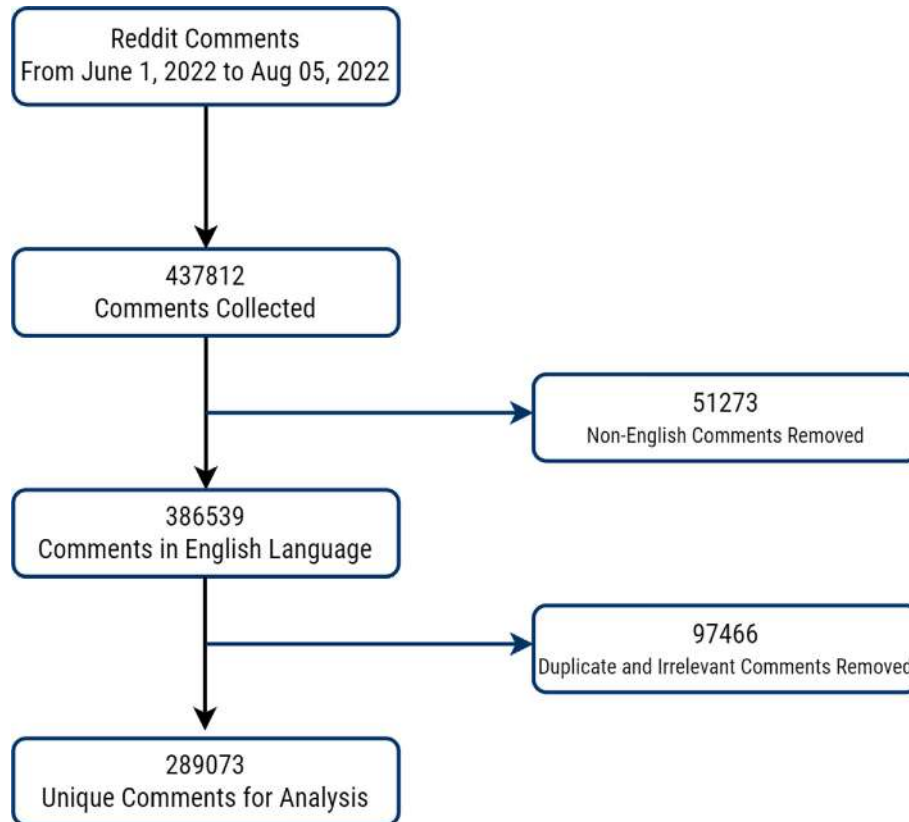 Reddit Comments
From June 1, 2022 to Aug 05, 2022
437812
Comments Collected
51273
Non-English Comments Removed
386539
Comments in English Language
97466
Duplicate and Irrelevant Comments Removed
289073
Unique Comments for Analysis